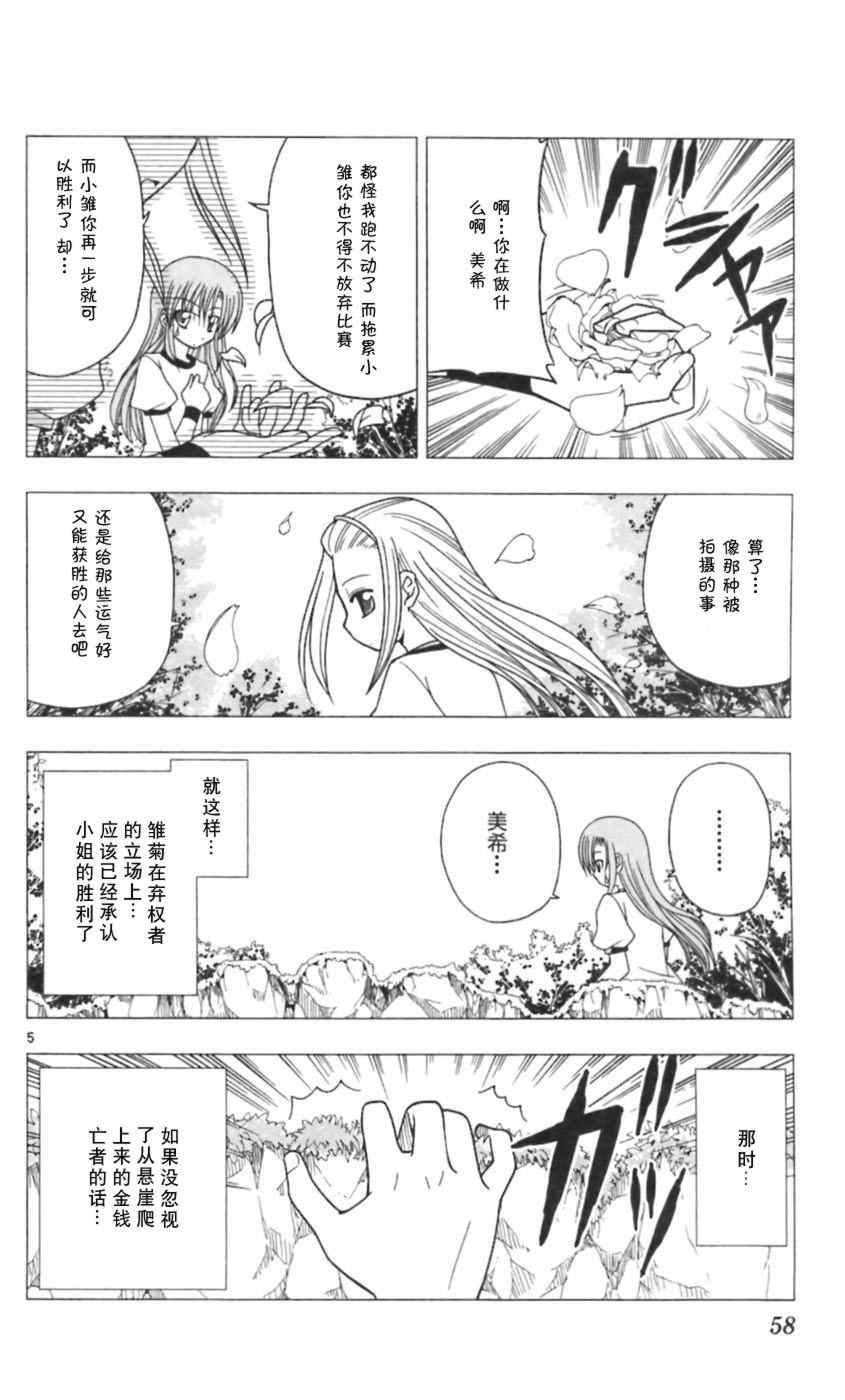 啊…你在做什
么啊 美希
グシャァ
都怪我跑不动了 而拖累小
雏你也不得不放弃比赛
而小雏你再一步就可
以胜利了 却…
算了…
像那种被
拍摄的事
还是给那些运气好
又能获胜的人去吧
………
美希…
就这样…
雏菊在弃权者
的立场上…
应该已经承认
小姐的胜利了
5
那时…
ガッ
如果没忽视
了从悬崖爬
上来的金钱
亡者的话…
58